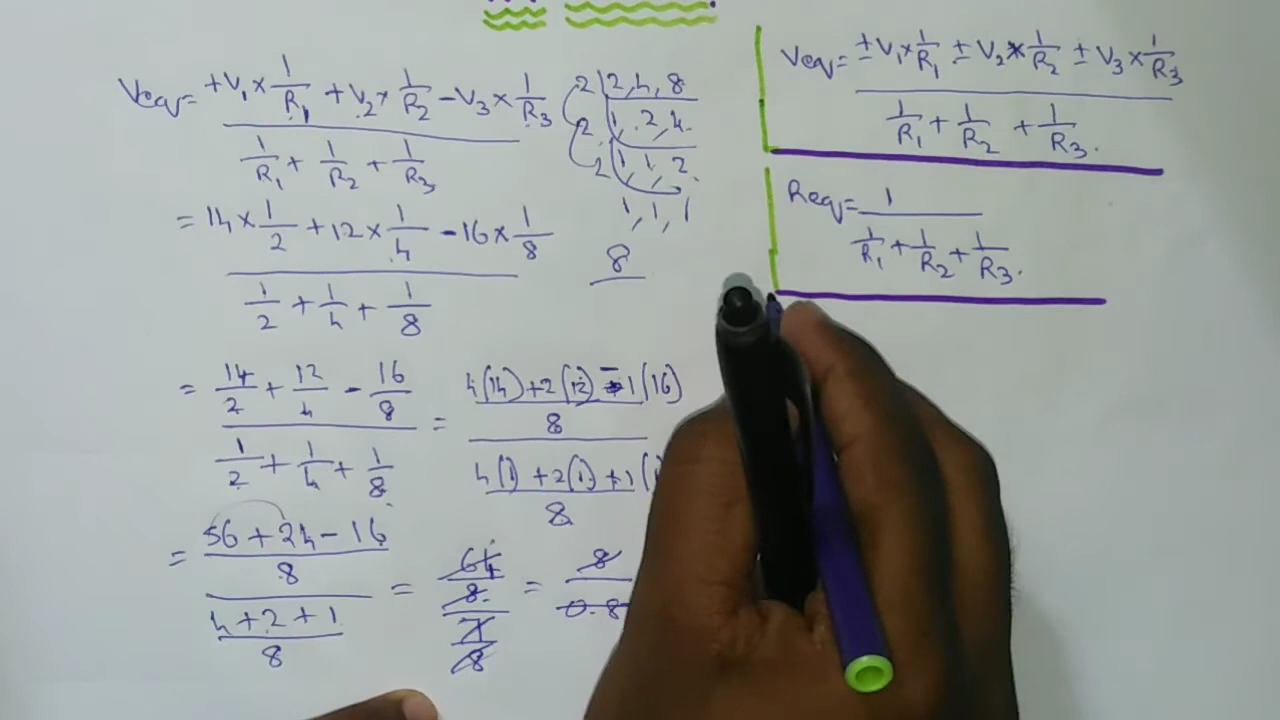 Veq= +V₁×1/R₁ + V₂×1/R₂ - V₃×1/R₃
1/R₁ + 1/R₂ + 1/R₃
= 14×1/2 + 12×1/4 - 16×1/8
1/2 + 1/4 + 1/8
= 14/2 + 12/4 - 16/8
1/2 + 1/4 + 1/8
= 4(14)+2(12)-1(16)
8
4(1)+2(1)+1(
8
= 56+24-16
8
4+2+1
8
= 64
8
7
8
= 8
0.8
2 | 2,4,8
2 | 1,2,4
2 | 1,1,2
1,1,1
8
Veq= ±V₁×1/R₁ ± V₂×1/R₂ ± V₃×1/R₃
1/R₁ + 1/R₂ + 1/R₃.
Req= 1
1/R₁ + 1/R₂ + 1/R₃.